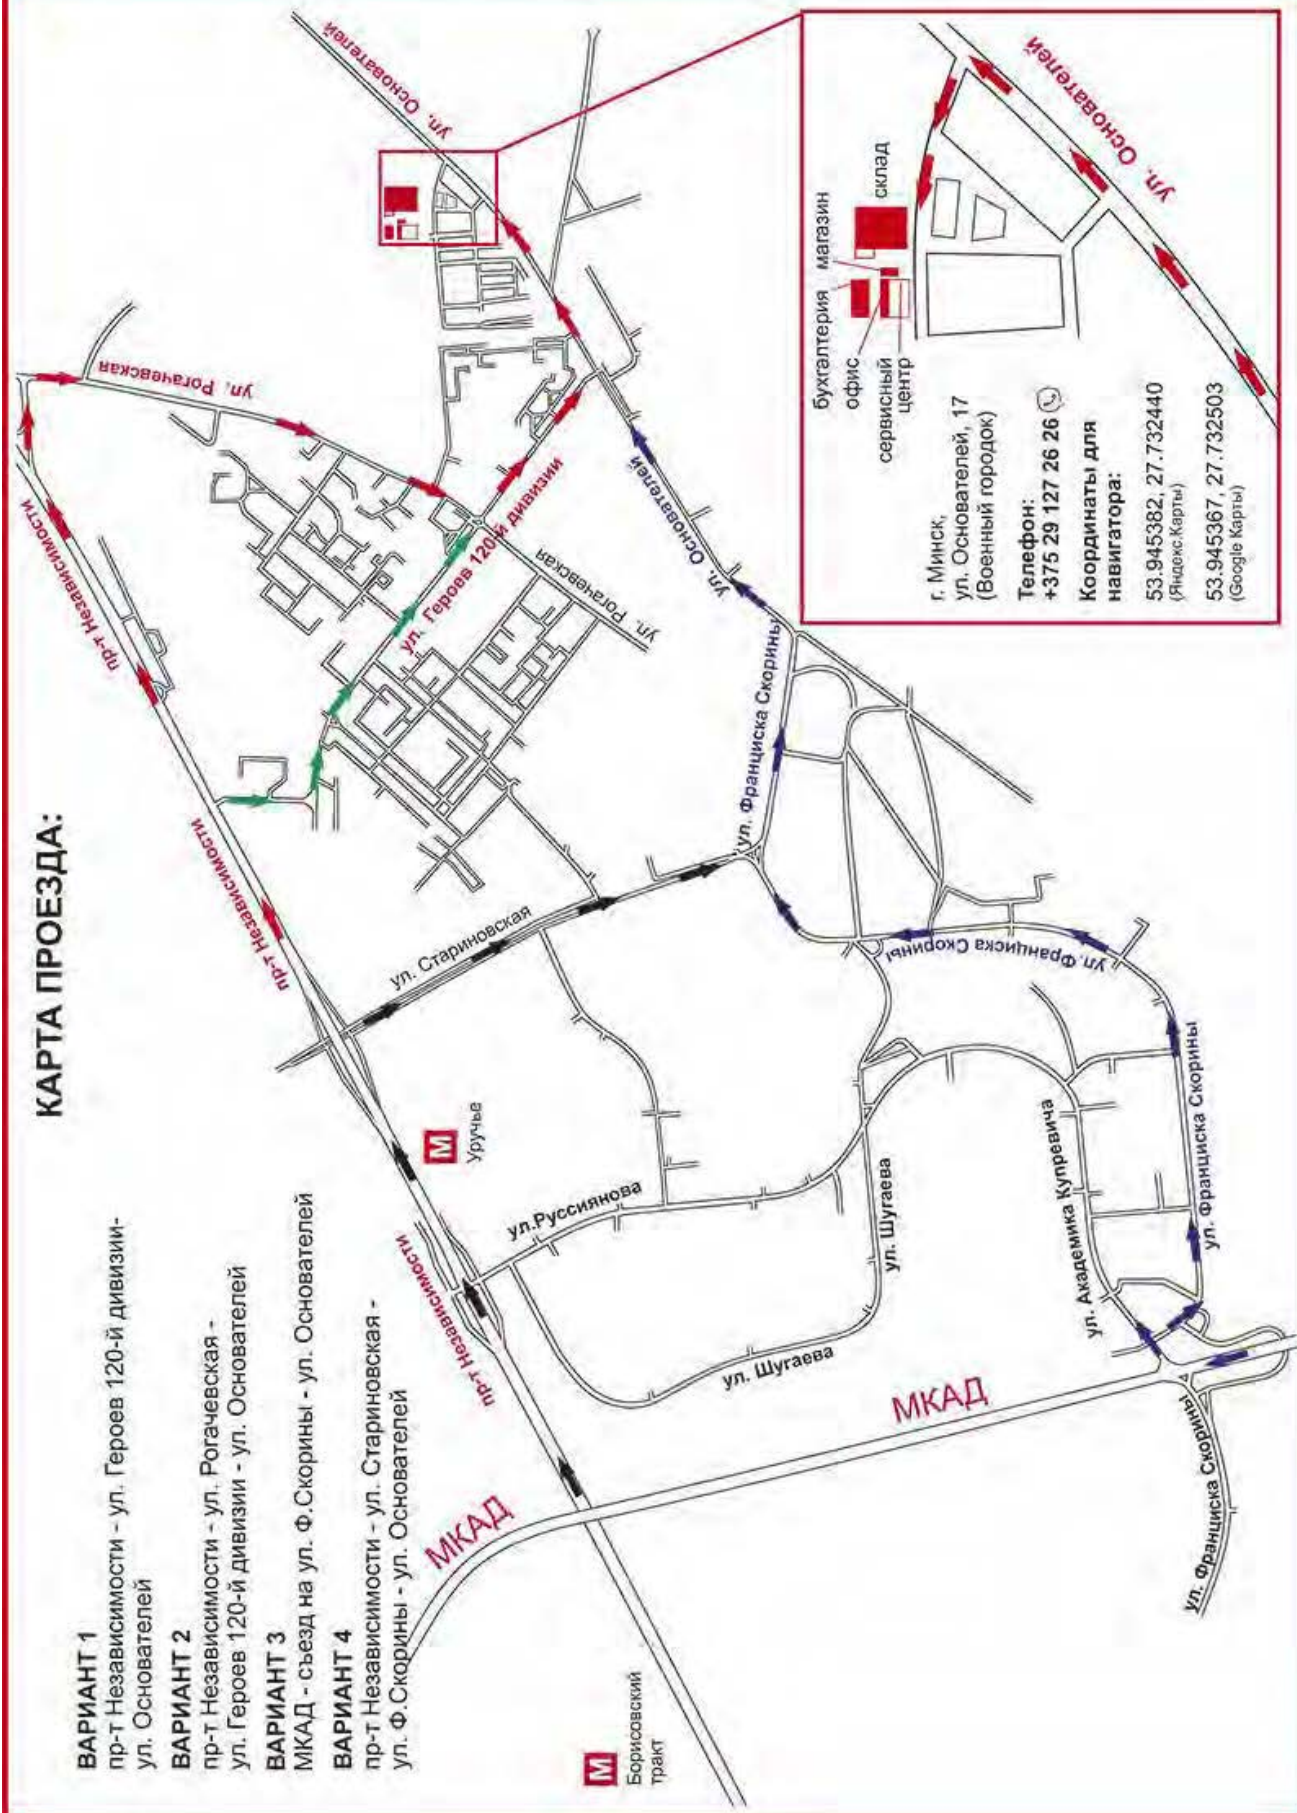 КАРТА ПРОЕЗДА:
ВАРИАНТ 1
пр-т Независимости - ул. Героев 120-й дивизии-
ул. Основателей
ВАРИАНТ 2
пр-т Независимости - ул. Рогачевская -
ул. Героев 120-й дивизии - ул. Основателей
ВАРИАНТ 3
МКАД - съезд на ул. Ф.Скорины - ул. Основателей
ВАРИАНТ 4
пр-т Независимости - ул. Стариновская -
ул. Ф.Скорины - ул. Основателей
М
Борисовский
тракт
МКАД
пр-т Независимости
М
Уручье
ул.Руссиянова
ул. Шугаева
ул. Шугаева
МКАД
ул. Академика Купревича
ул. Франциска Скорины
ул. Франциска Скорины
ул. Франциска Скорины
ул. Франциска Скорины
ул. Франциска Скорины
ул. Стариновская
пр-т Независимости
пр-т Независимости
пр-т Независимости
ул. Рогачевская
ул. Рогачевская
ул. Героев 120-й дивизии
ул. Основателей
ул. Основателей
бухгалтерия
магазин
офис
склад
сервисный
центр
ул. Основателей
г. Минск,
ул. Основателей, 17
(Военный городок)
Телефон:
+375 29 127 26 26
Координаты для
навигатора:
53.945382, 27.732440
(Яндекс.Карты)
53.945367, 27.732503
(Google Карты)